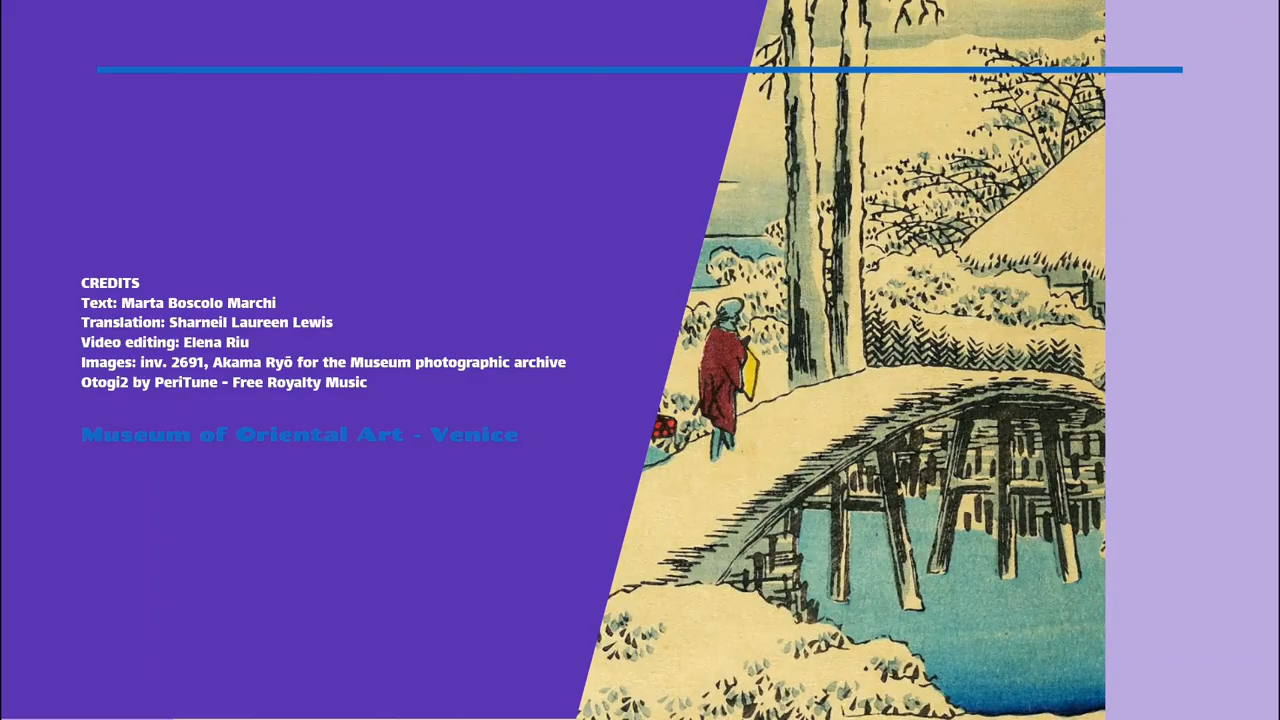 CREDITS
Text: Marta Boscolo Marchi
Translation: Sharneil Laureen Lewis
Video editing: Elena Riu
Images: inv. 2691, Akama Ryō for the Museum photographic archive
Otogi2 by PeriTune - Free Royalty Music
Museum of Oriental Art - Venice